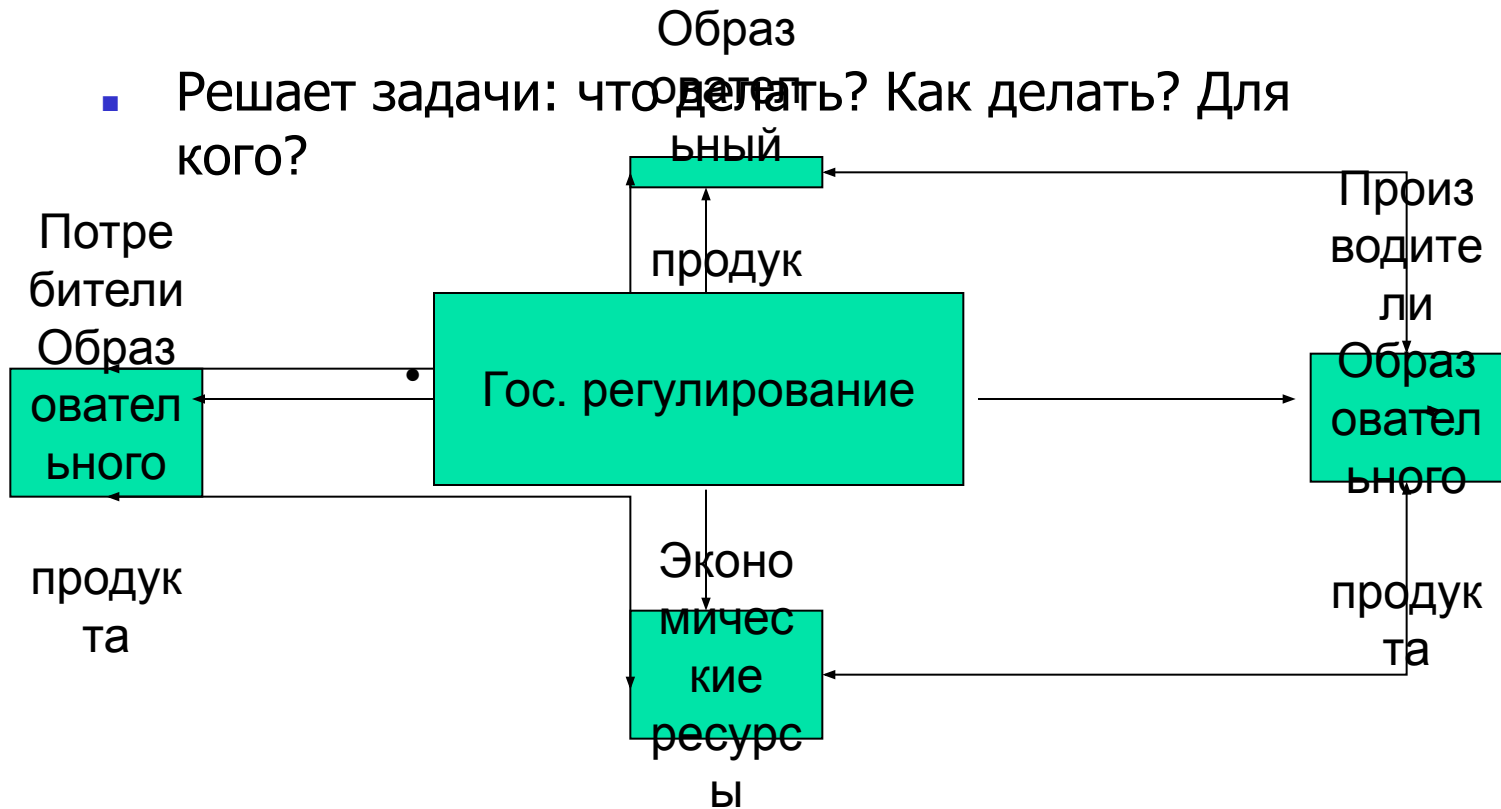 Решает задачи: что делать? Как делать? Для
кого?
Образ
овател
ьный
продук
Потре
бители
Образ
овател
ьного
продук
та
Гос. регулирование
Произ
водите
ли
Образ
овател
ьного
продук
та
Эконо
мичес
кие
ресурс
ы